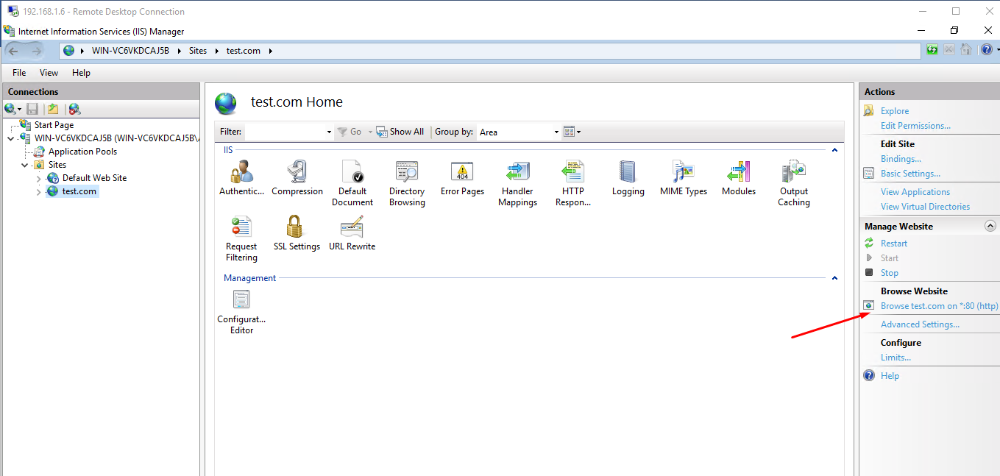 192.168.1.6 - Remote Desktop Connection
Internet Information Services (IIS) Manager
WIN-VC6VKDCAJ5B Sites test.com
File View Help
Connections
Start Page
WIN-VC6VKDCAJ5B (WIN-VC6VKDCAJ5B\
Application Pools
Sites
Default Web Site
test.com
test.com Home
Filter: Go Show All Group by: Area
IIS
Authentic... Compression Default Document Directory Browsing Error Pages Handler Mappings HTTP Respon... Logging MIME Types Modules Output Caching
404
Request Filtering SSL Settings URL Rewrite
Management
Configurat... Editor
Actions
Explore
Edit Permissions...
Edit Site
Bindings...
Basic Settings...
View Applications
View Virtual Directories
Manage Website
Restart
Start
Stop
Browse Website
Browse test.com on *:80 (http)
Advanced Settings...
Configure
Limits...
Help